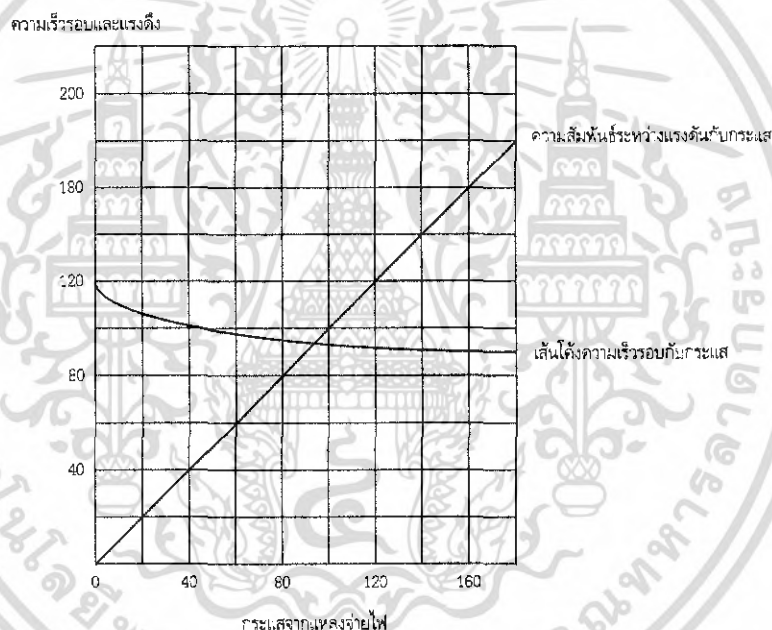 ความเร็วรอบและแรงดึง
200
ความสัมพันธ์ระหว่างแรงดันกับกระแส
180
120
เส้นโค้งความเร็วรอบกับกระแส
80
40
0 40 80 120 160
กระแสจากแหล่งจ่ายไฟ